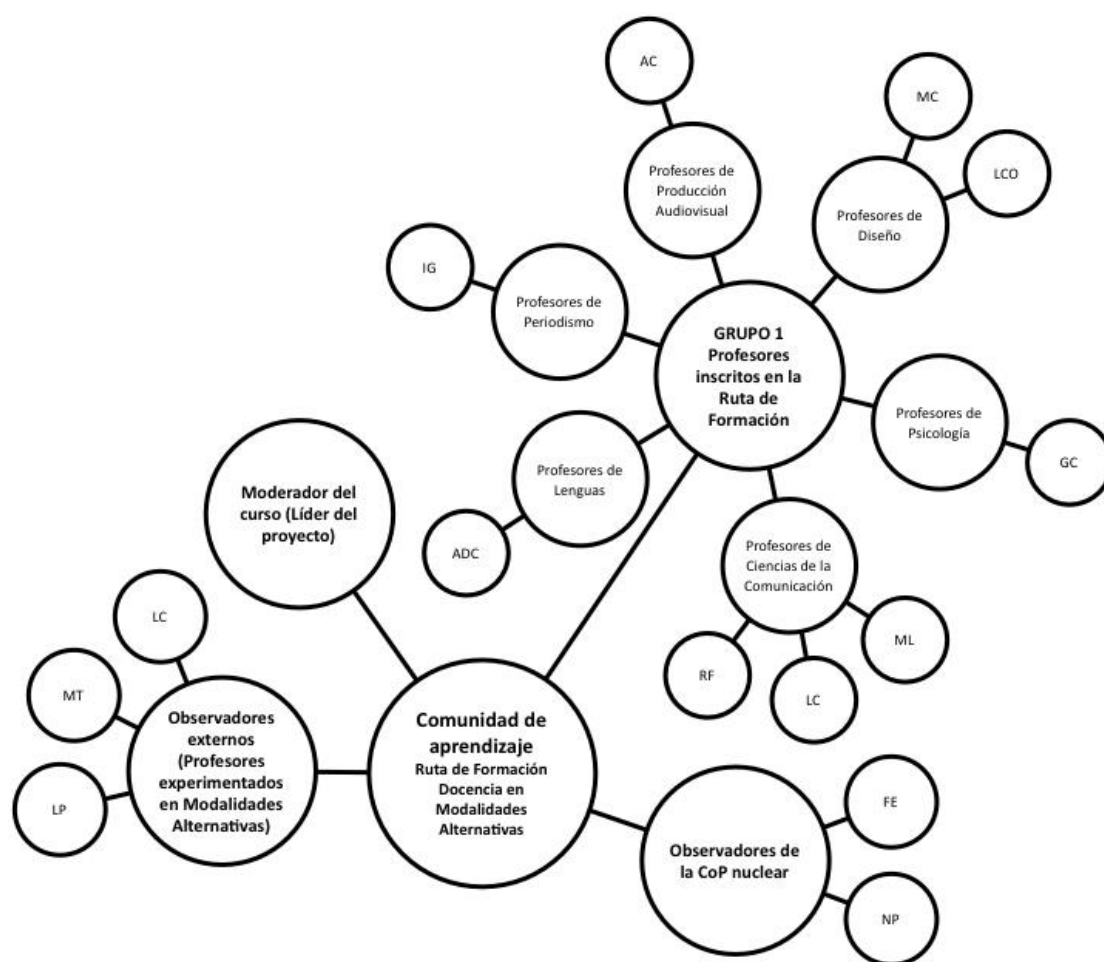 AC
MC
LCO
Profesores de
Producción
Audiovisual
Profesores de
Diseño
IG
Profesores de
Periodismo
GRUPO 1
Profesores
inscritos en la
Ruta de
Formación
Profesores de
Psicología
GC
Profesores de
Lenguas
ADC
Moderador del
curso (Líder del
proyecto)
Profesores de
Ciencias de la
Comunicación
ML
RF
LC
LC
MT
LP
Observadores
externos
(Profesores
experimentados
en Modalidades
Alternativas)
Comunidad de
aprendizaje
Ruta de Formación
Docencia en
Modalidades
Alternativas
Observadores de
la CoP nuclear
FE
NP